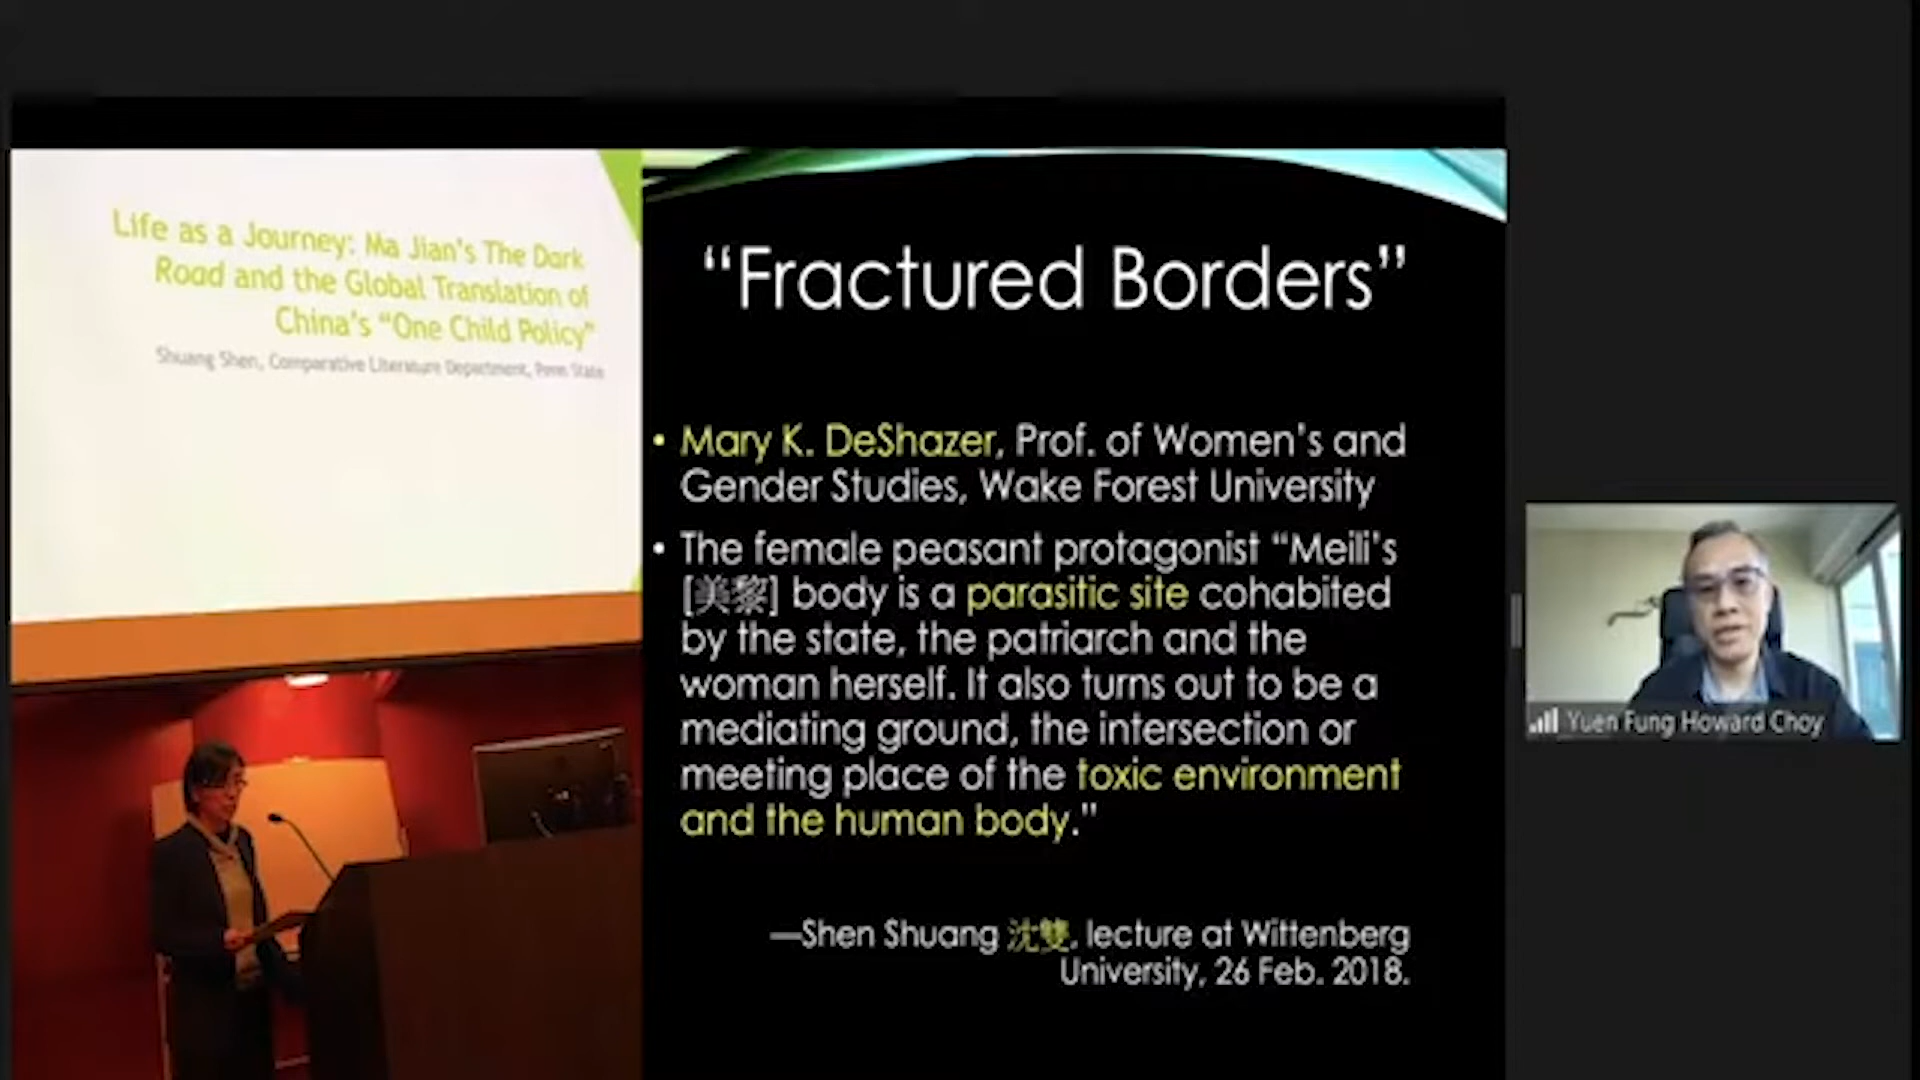 Life as a Journey: Ma Jian's The Dark
Road and the Global Translation of
China's "One Child Policy"
Shuang Shen, Comparative Literature Department, Penn State
“Fractured Borders”
• Mary K. DeShazer, Prof. of Women’s and
Gender Studies, Wake Forest University
• The female peasant protagonist “Meili’s
[美黎] body is a parasitic site cohabited
by the state, the patriarch and the
woman herself. It also turns out to be a
mediating ground, the intersection or
meeting place of the toxic environment
and the human body.”
—Shen Shuang 沈雙, lecture at Wittenberg
University, 26 Feb. 2018.
Yuen Fung Howard Choy